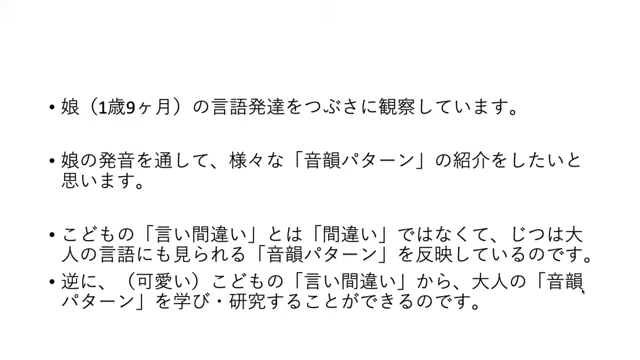 • 娘（1歳9ヶ月）の言語発達をつぶさに観察しています。
• 娘の発音を通して、様々な「音韻パターン」の紹介をしたいと
思います。
• こどもの「言い間違い」とは「間違い」ではなくて、じつは大
人の言語にも見られる「音韻パターン」を反映しているのです。
• 逆に、（可愛い）こどもの「言い間違い」から、大人の「音韻
パターン」を学び・研究することができるのです。